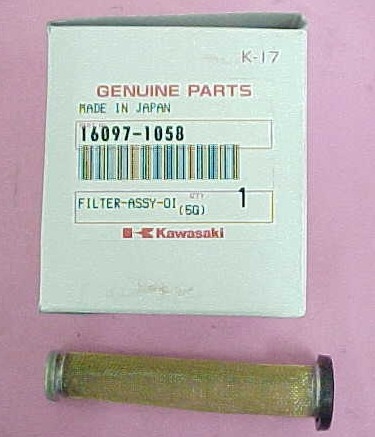 K-17
GENUINE PARTS
MADE IN JAPAN
16097-1058
FILTER-ASSY-OI (5G) QTY 1
Kawasaki